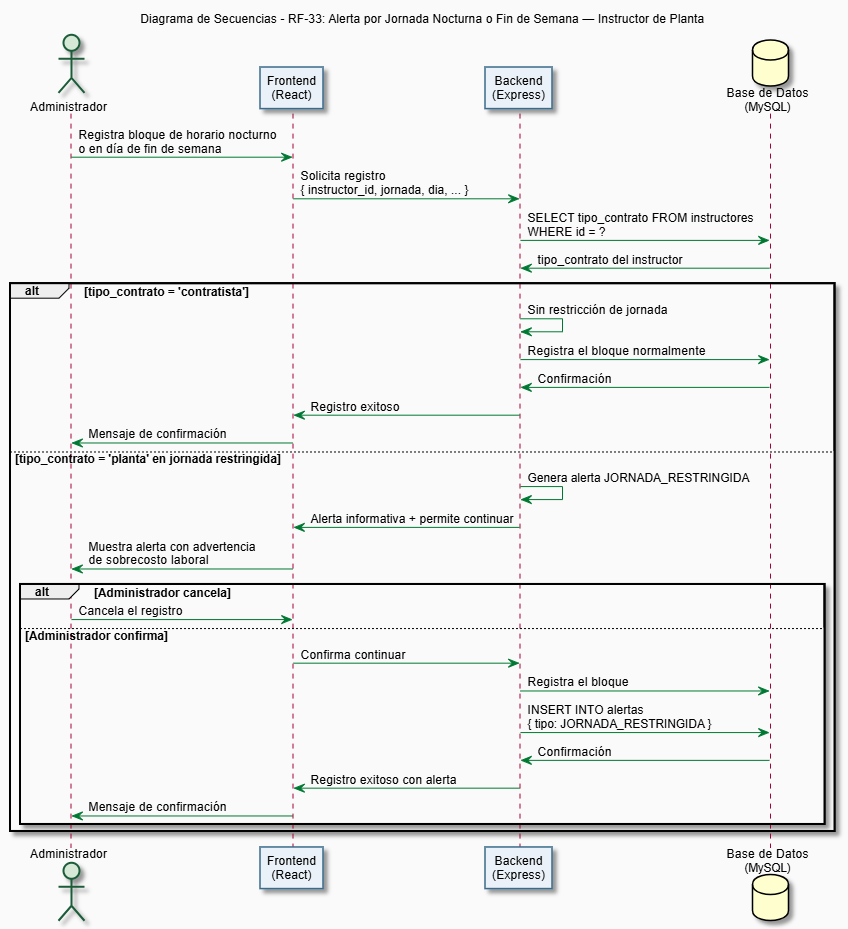 Diagrama de Secuencias - RF-33: Alerta por Jornada Nocturna o Fin de Semana — Instructor de Planta
Administrador
Frontend
(React)
Backend
(Express)
Base de Datos
(MySQL)
Registra bloque de horario nocturno
o en día de fin de semana
Solicita registro
{ instructor_id, jornada, dia, ... }
SELECT tipo_contrato FROM instructores
WHERE id = ?
tipo_contrato del instructor
alt
[tipo_contrato = 'contratista']
Sin restricción de jornada
Registra el bloque normalmente
Confirmación
Registro exitoso
Mensaje de confirmación
[tipo_contrato = 'planta' en jornada restringida]
Genera alerta JORNADA_RESTRINGIDA
Alerta informativa + permite continuar
Muestra alerta con advertencia
de sobrecosto laboral
alt
[Administrador cancela]
Cancela el registro
[Administrador confirma]
Confirma continuar
Registra el bloque
INSERT INTO alertas
{ tipo: JORNADA_RESTRINGIDA }
Confirmación
Registro exitoso con alerta
Mensaje de confirmación
Administrador
Frontend
(React)
Backend
(Express)
Base de Datos
(MySQL)